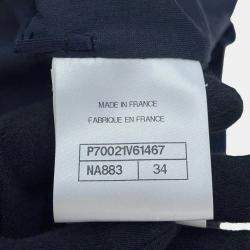 MADE IN FRANCE
FABRIQUE EN FRANCE
P70021V61467
NA883 34